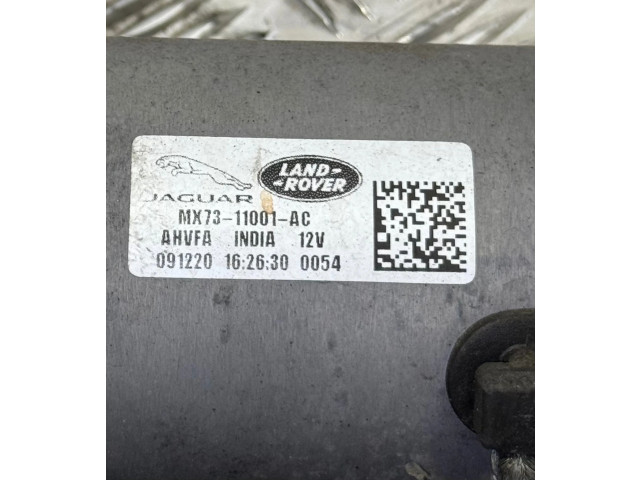 JAGUAR
LAND-
-ROVER
MX73-11001-AC
AHVFA INDIA 12V
091220 16:26:30 0054